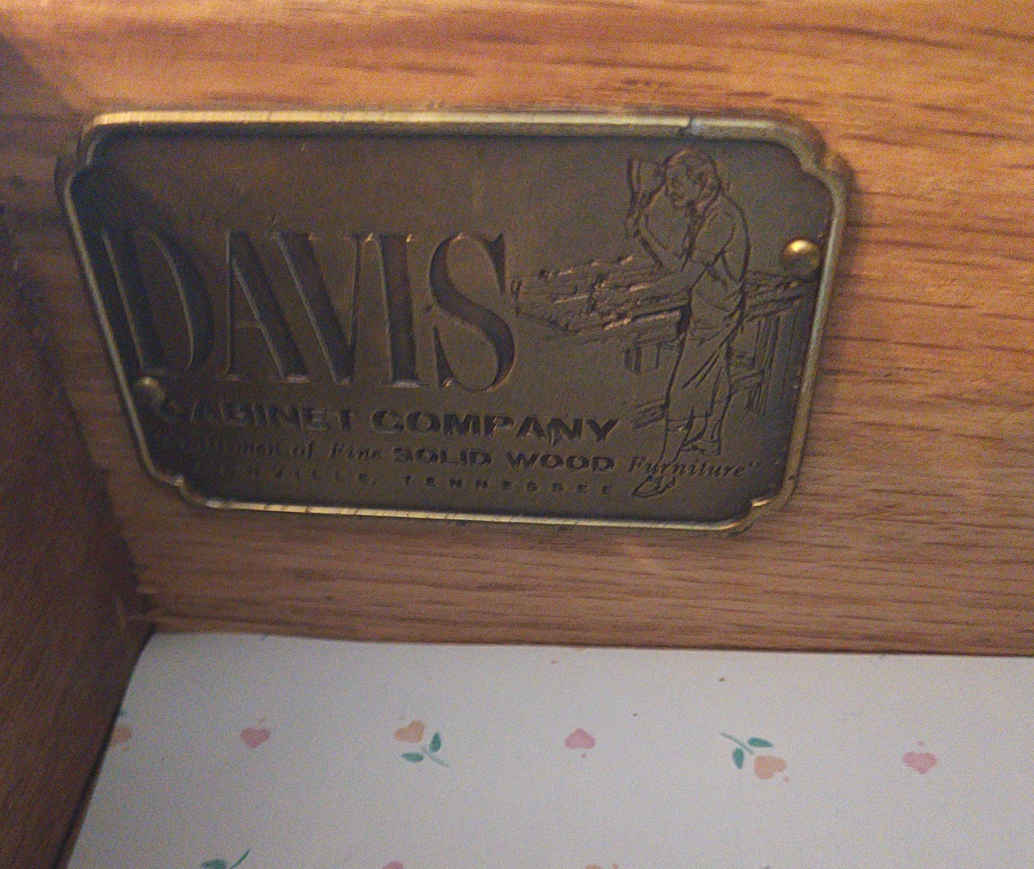 DAVIS
CABINET COMPANY
of Fine SOLID WOOD Furniture"
TENNESSEE